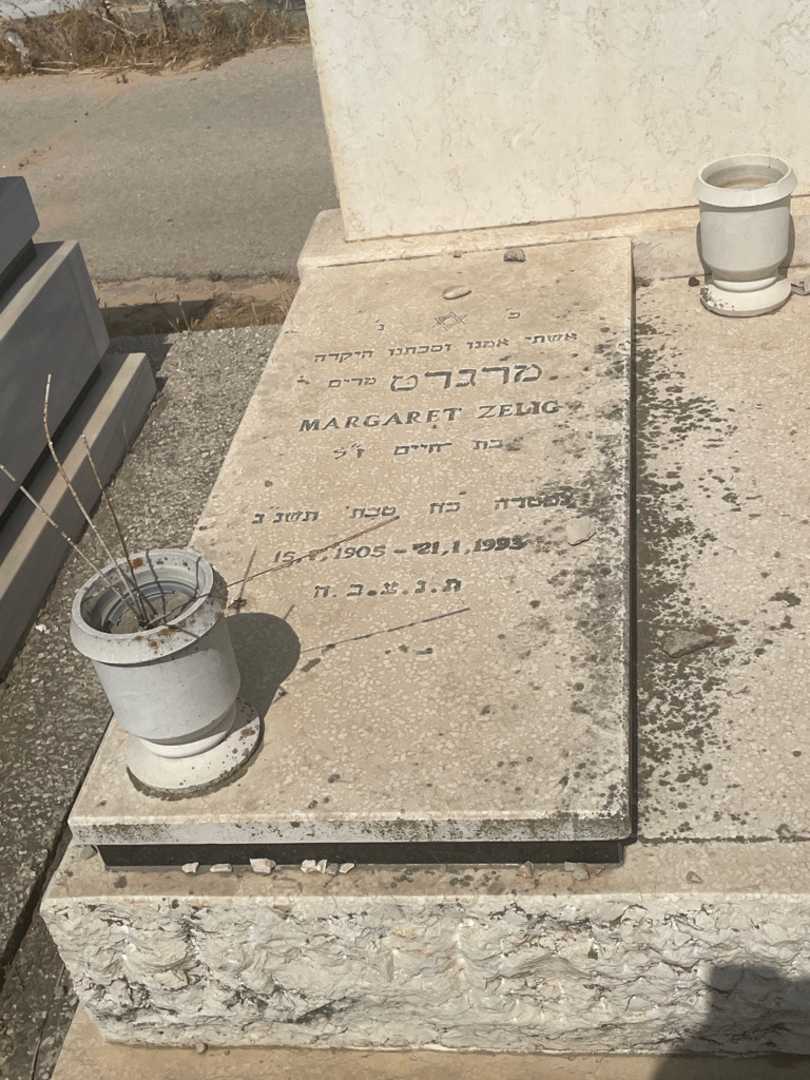 פ נ
אשתי אמנו וסבתנו היקרה
מרגרט מרים
MARGARET ZELIG
בת חיים ז"ל
נפטרה כח טבת תשנ"ג
1905 - 21.1.1993
ת.נ.צ.ב.ה